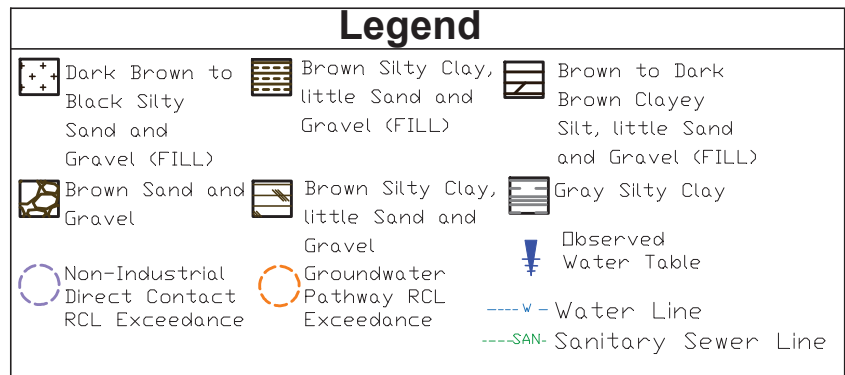 Legend
Dark Brown to
Black Silty
Sand and
Gravel (FILL)
Brown Silty Clay,
little Sand and
Gravel (FILL)
Brown to Dark
Brown Clayey
Silt, little Sand
and Gravel (FILL)
Brown Sand and
Gravel
Brown Silty Clay,
little Sand and
Gravel
Gray Silty Clay
Observed
Water Table
Non-Industrial
Direct Contact
RCL Exceedance
Groundwater
Pathway RCL
Exceedance
W
Water Line
SAN
Sanitary Sewer Line